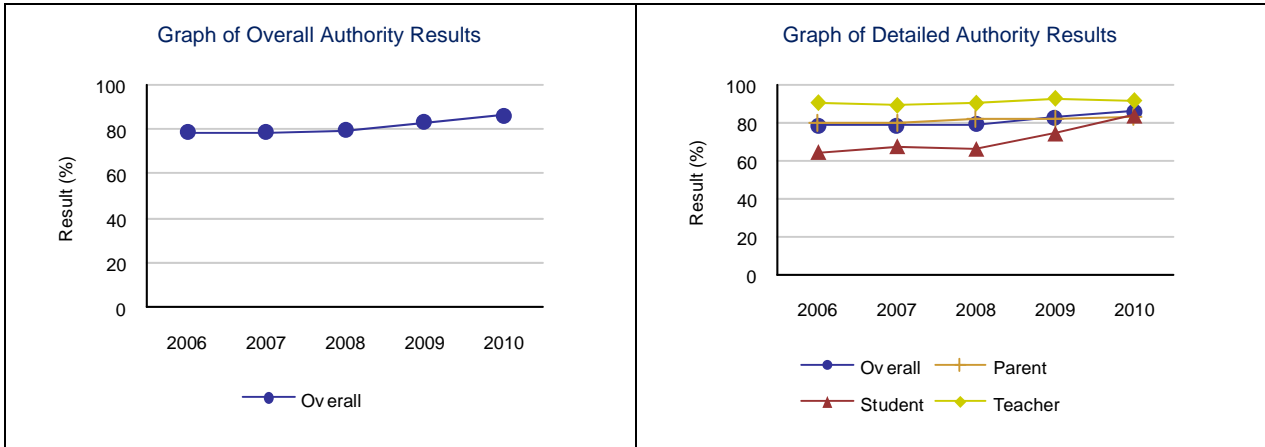 Graph of Overall Authority Results
100
80
60
40
20
0
Result (%)
2006 2007 2008 2009 2010
Overall
Graph of Detailed Authority Results
100
80
60
40
20
0
Result (%)
2006 2007 2008 2009 2010
Overall Parent
Student Teacher